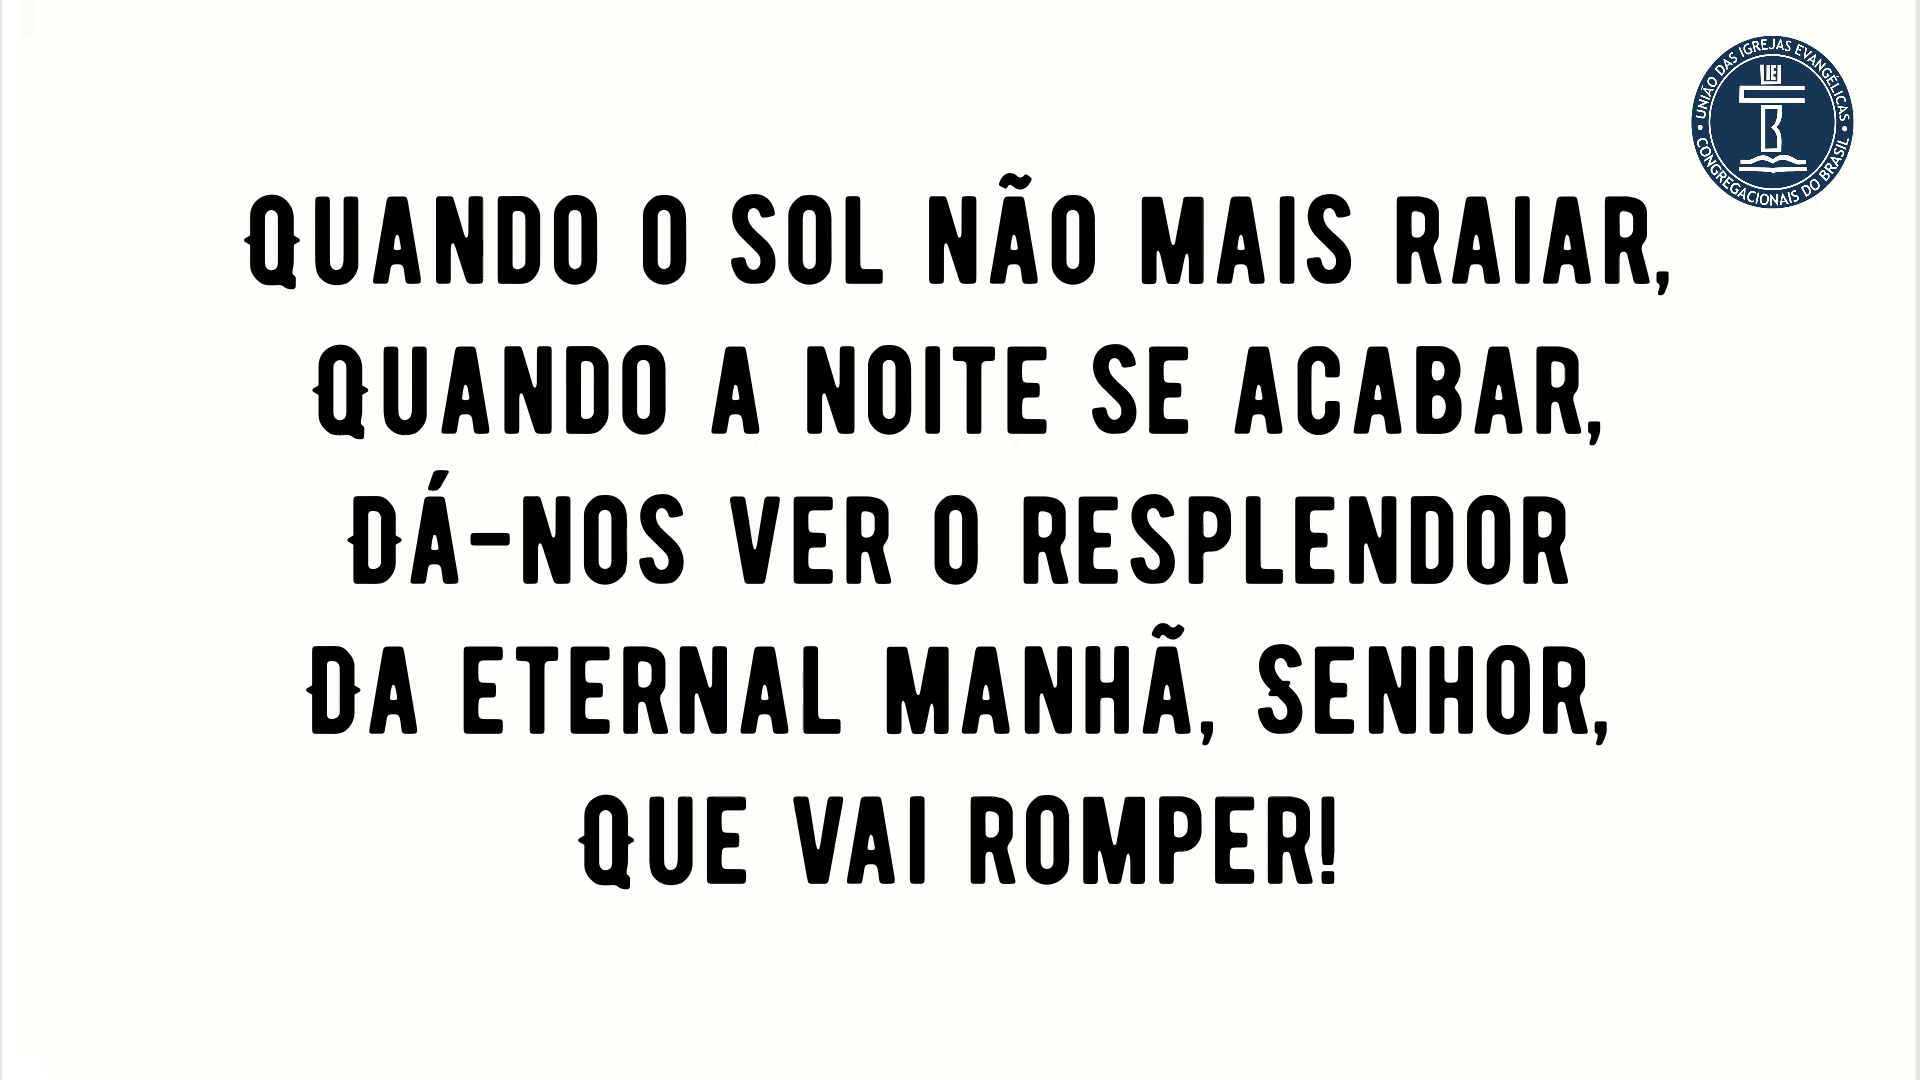 UNIÃO DAS IGREJAS EVANGÉLICAS
CONGREGACIONAIS DO BRASIL
QUANDO O SOL NÃO MAIS RAIAR,
QUANDO A NOITE SE ACABAR,
DÁ-NOS VER O RESPLENDOR
DA ETERNAL MANHÃ, SENHOR,
QUE VAI ROMPER!